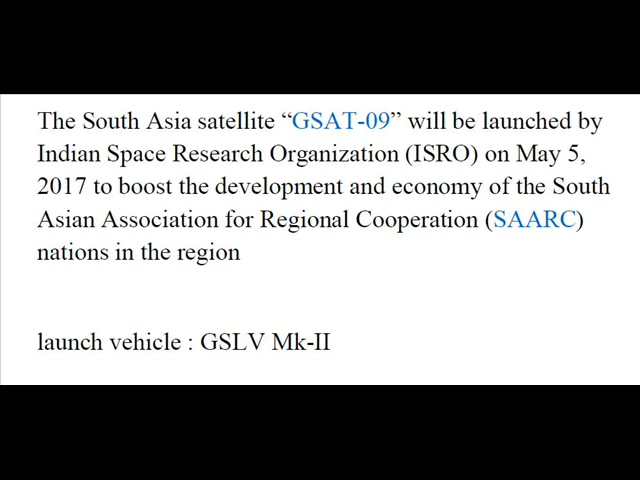 The South Asia satellite “GSAT-09” will be launched by
Indian Space Research Organization (ISRO) on May 5,
2017 to boost the development and economy of the South
Asian Association for Regional Cooperation (SAARC)
nations in the region
launch vehicle : GSLV Mk-II